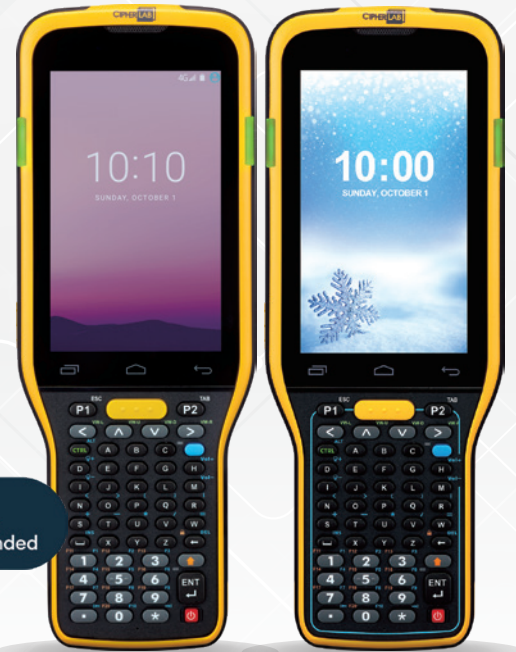 CIPHERLAB
4G
10:10
SUNDAY, OCTOBER 1
ESC TAB
P1 P2
CTRL A B C
D E F G H
I J K L M
N O P Q R
S T U V W
X Y Z
1 2 3
4 5 6 ENT
7 8 9
. 0 *
CIPHERLAB
10:00
SUNDAY, OCTOBER 1
ESC TAB
P1 P2
CTRL A B C
D E F G H
I J K L M
N O P Q R
S T U V W
X Y Z
1 2 3
4 5 6 ENT
7 8 9
. 0 *
nded